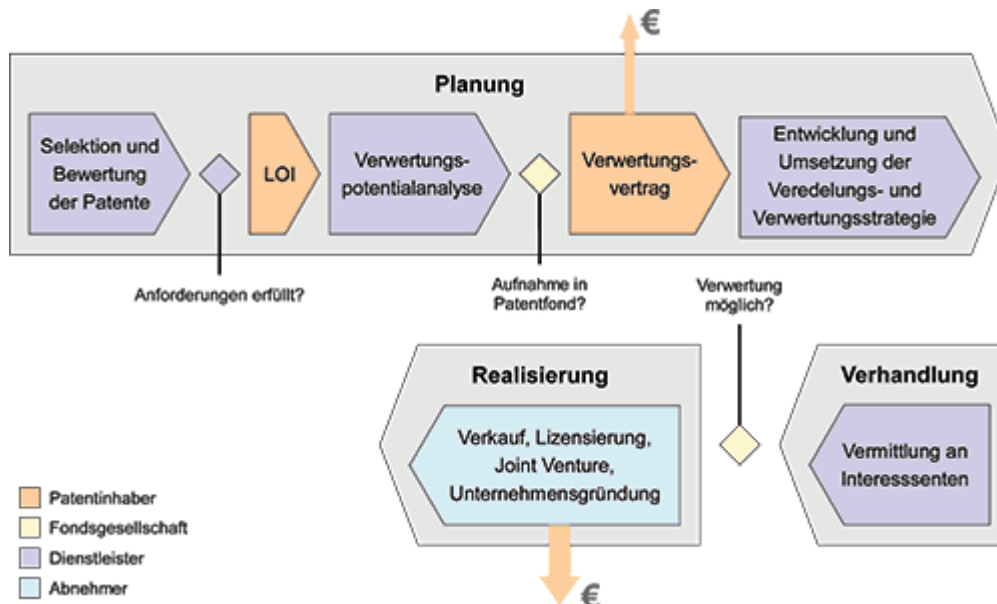 €
Planung
Selektion und
Bewertung
der Patente
LOI
Verwertungs-
potentialanalyse
Verwertungs-
vertrag
Entwicklung und
Umsetzung der
Veredelungs- und
Verwertungsstrategie
Anforderungen erfüllt?
Aufnahme in
Patentfond?
Verwertung
möglich?
Realisierung
Verkauf, Lizensierung,
Joint Venture,
Unternehmensgründung
Verhandlung
Vermittlung an
Interesssenten
Patentinhaber
Fondsgesellschaft
Dienstleister
Abnehmer
€